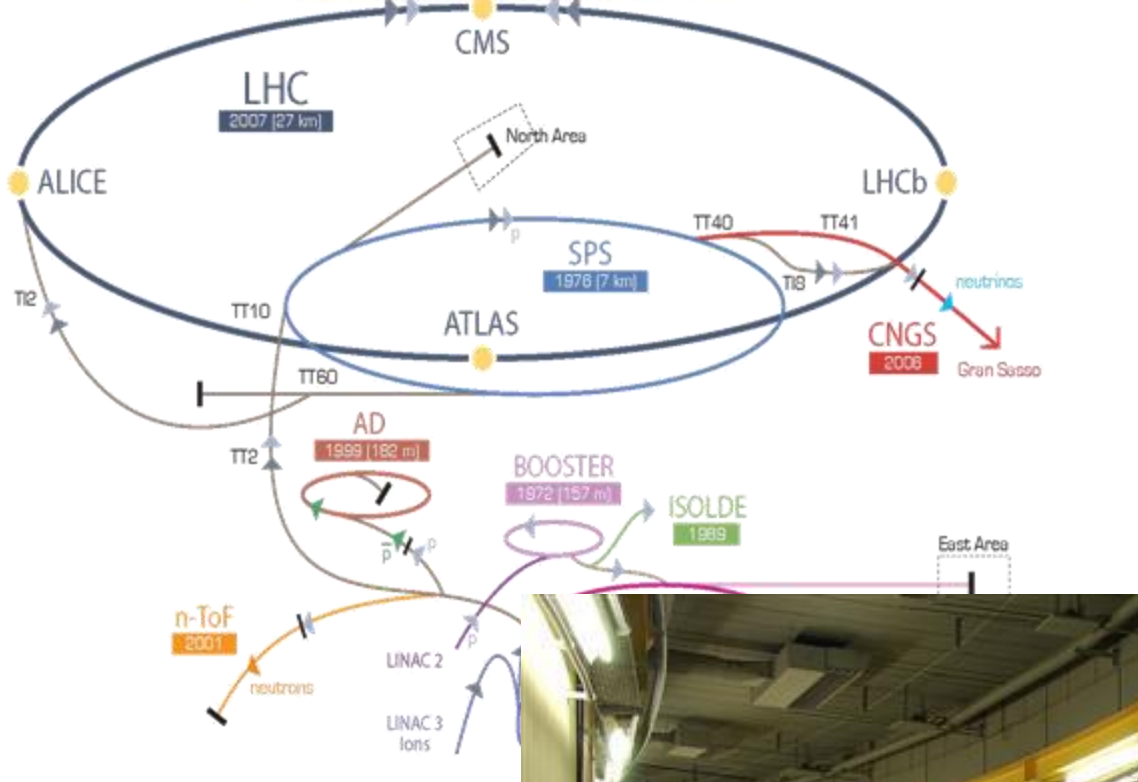 CMS
LHC
2007 (27 km)
North Area
ALICE
LHCb
TT40
TT41
p
SPS
1976 (7 km)
TI8
neutrinos
TI2
TT10
ATLAS
CNGS
2006
Gran Sasso
TT60
AD
1999 (182 m)
TT2
BOOSTER
1972 (157 m)
ISOLDE
1989
East Area
p̅
p
n-ToF
2001
LINAC 2
p
neutrons
LINAC 3
Ions